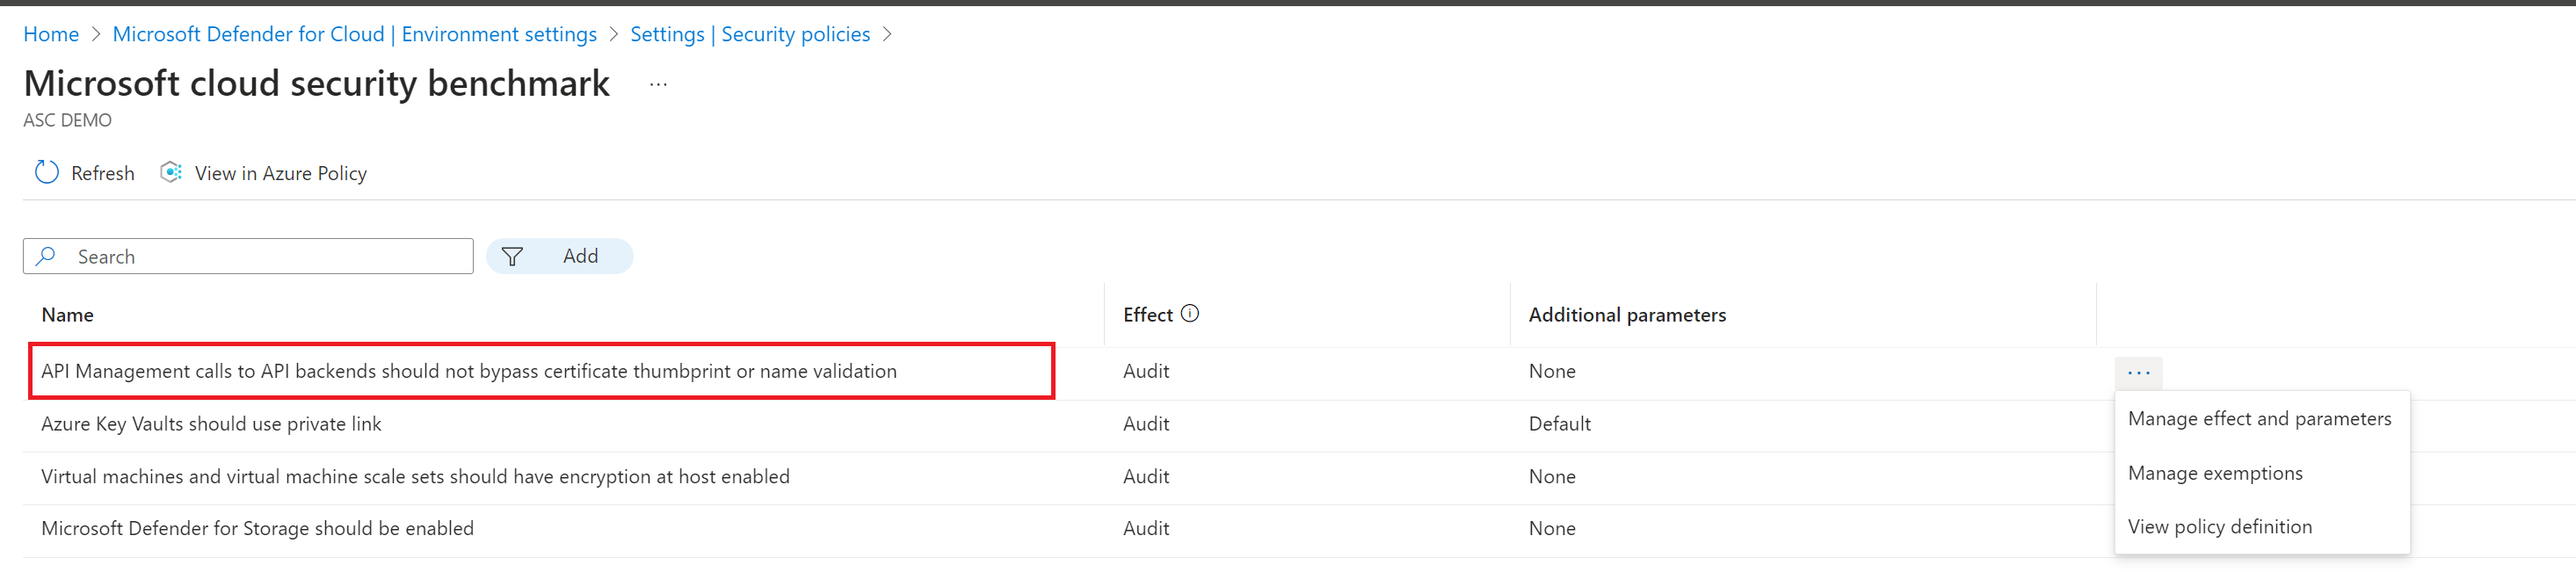 Home > Microsoft Defender for Cloud | Environment settings > Settings | Security policies >
Microsoft cloud security benchmark ...
ASC DEMO
Refresh View in Azure Policy
Search Add
Name Effect Additional parameters
API Management calls to API backends should not bypass certificate thumbprint or name validation Audit None ...
Azure Key Vaults should use private link Audit Default
Virtual machines and virtual machine scale sets should have encryption at host enabled Audit None
Microsoft Defender for Storage should be enabled Audit None
Manage effect and parameters
Manage exemptions
View policy definition